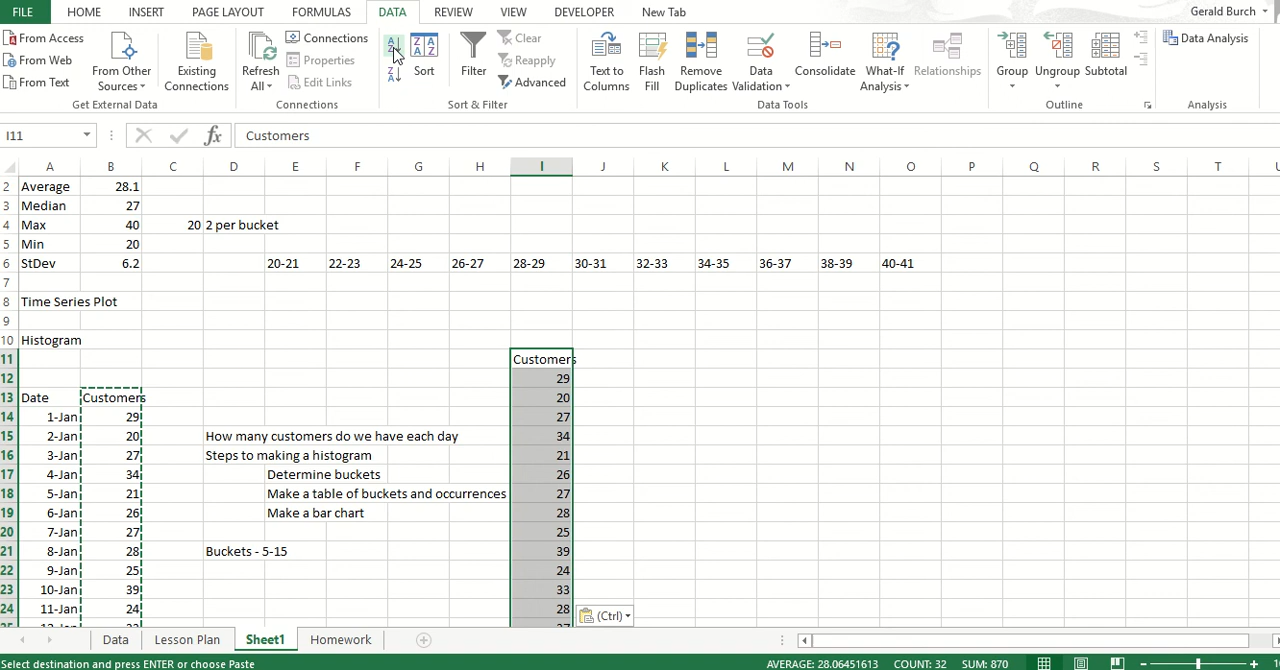 FILE HOME INSERT PAGE LAYOUT FORMULAS DATA REVIEW VIEW DEVELOPER New Tab Gerald Burch
From Access
From Web
From Text
From Other Sources
Existing Connections
Get External Data
Refresh All
Connections
Properties
Edit Links
Connections
Sort
Filter
Clear
Reapply
Advanced
Sort & Filter
Text to Columns
Flash Fill
Remove Duplicates
Data Validation
Consolidate
What-If Analysis
Relationships
Data Tools
Group
Ungroup
Subtotal
Outline
Data Analysis
Analysis
I11 fx Customers
A B C D E F G H I J K L M N O P Q R S T
2 Average 28.1
3 Median 27
4 Max 40 20 2 per bucket
5 Min 20
6 StDev 6.2 20-21 22-23 24-25 26-27 28-29 30-31 32-33 34-35 36-37 38-39 40-41
7
8 Time Series Plot
9
10 Histogram
11 Customers
12 29
13 Date Customers 20
14 1-Jan 29 27
15 2-Jan 20 How many customers do we have each day 34
16 3-Jan 27 Steps to making a histogram 21
17 4-Jan 34 Determine buckets 26
18 5-Jan 21 Make a table of buckets and occurrences 27
19 6-Jan 26 Make a bar chart 28
20 7-Jan 27 25
21 8-Jan 28 Buckets - 5-15 39
22 9-Jan 25 24
23 10-Jan 39 33
24 11-Jan 24 28
(Ctrl)
Data Lesson Plan Sheet1 Homework
Select destination and press ENTER or choose Paste AVERAGE: 28.06451613 COUNT: 32 SUM: 870